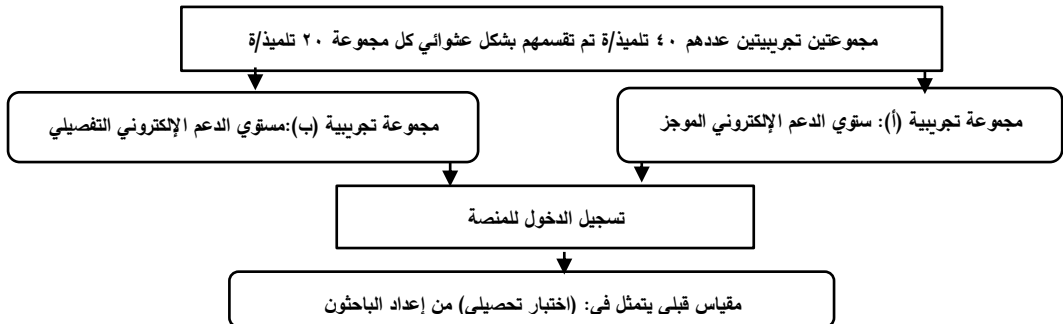 مجموعتين تجريبيتين عددهم ٤٠ تلميذ/ة تم تقسمهم بشكل عشوائي كل مجموعة ٢٠ تلميذ/ة
مجموعة تجريبية (أ): ستوي الدعم الإلكتروني الموجز
مجموعة تجريبية (ب):مستوي الدعم الإلكتروني التفصيلي
تسجيل الدخول للمنصة
مقياس قبلي يتمثل في: (اختبار تحصيلي) من إعداد الباحثون